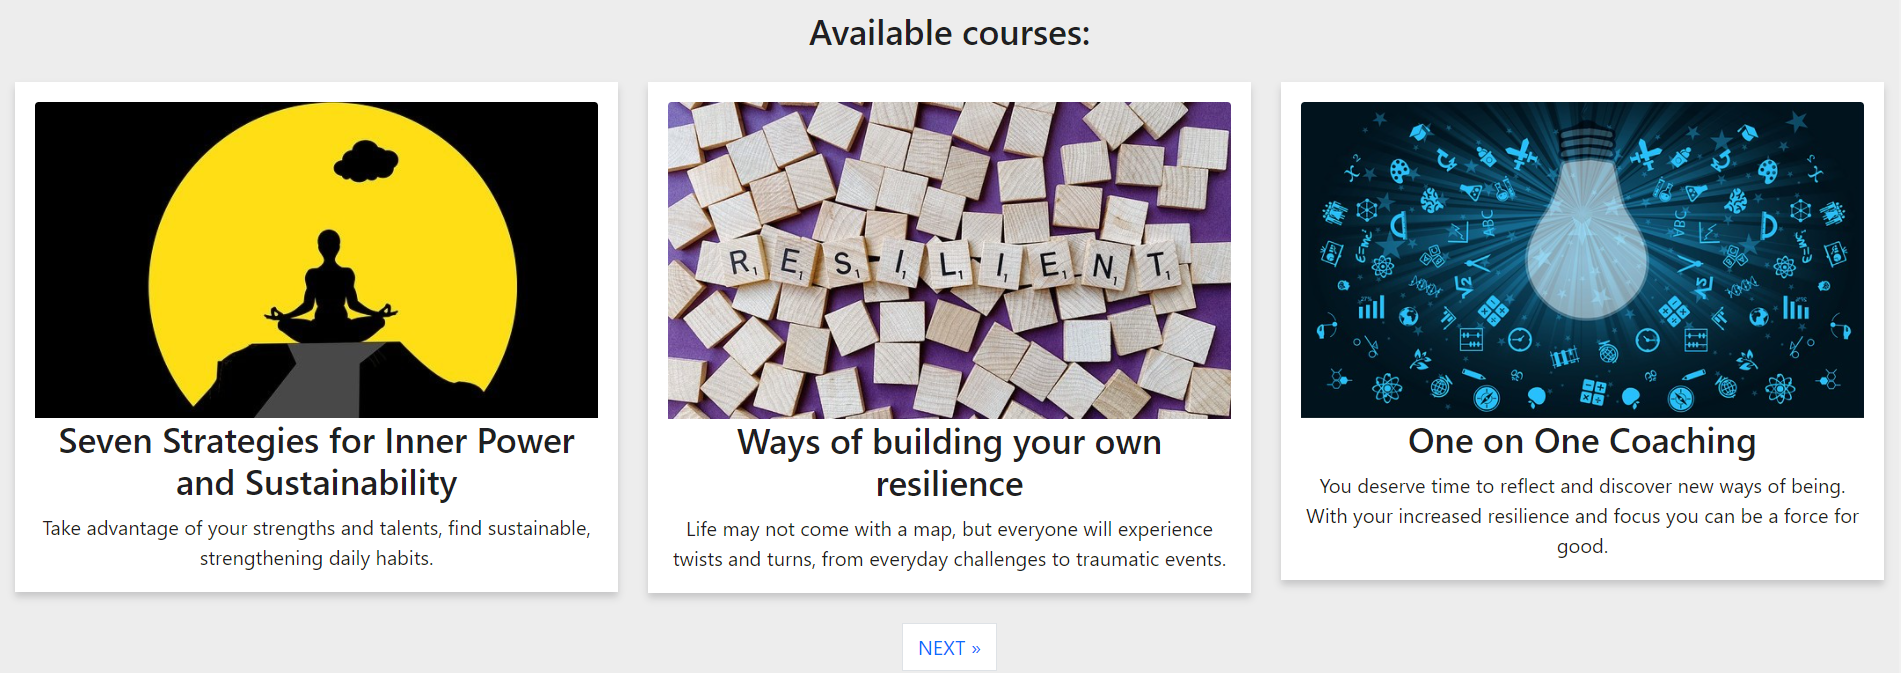 Available courses:
RESILIENT
Seven Strategies for Inner Power
and Sustainability
Take advantage of your strengths and talents, find sustainable,
strengthening daily habits.
Ways of building your own
resilience
Life may not come with a map, but everyone will experience
twists and turns, from everyday challenges to traumatic events.
One on One Coaching
You deserve time to reflect and discover new ways of being.
With your increased resilience and focus you can be a force for
good.
NEXT »